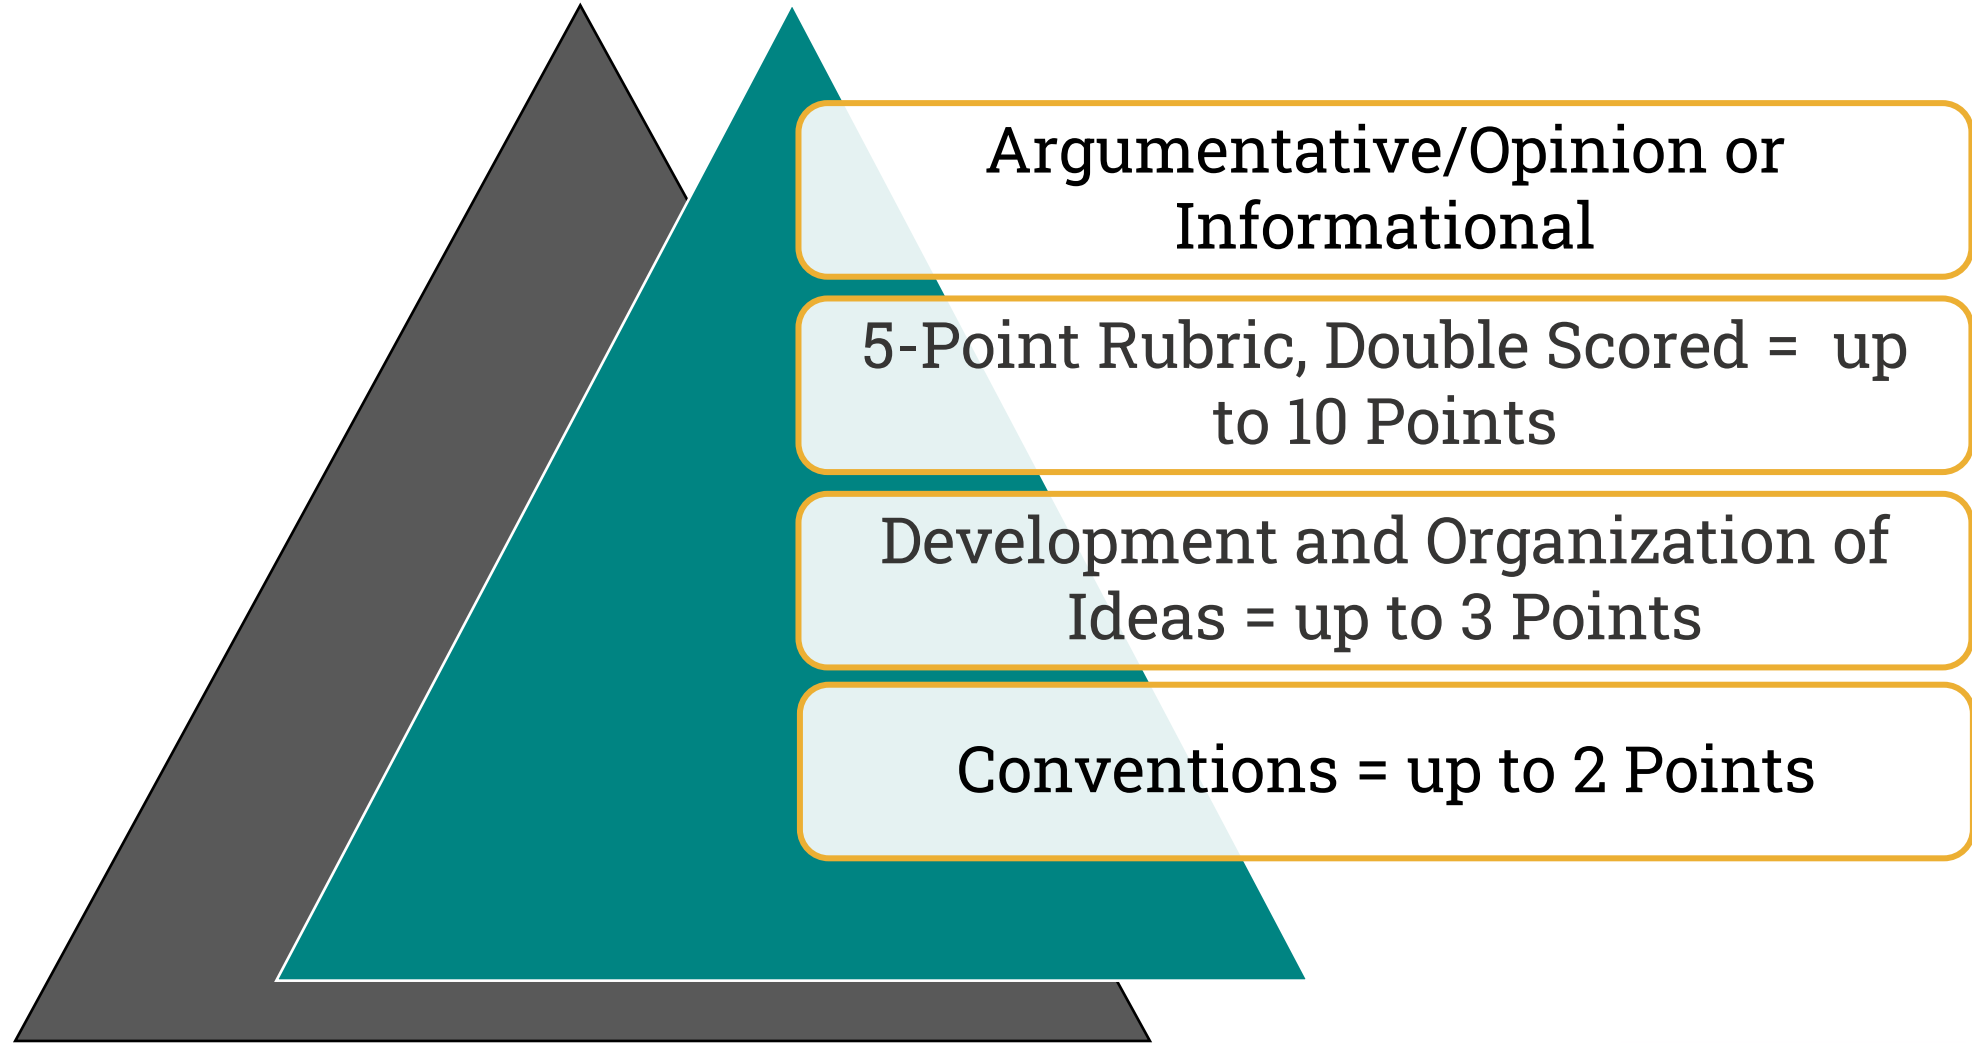 Argumentative/Opinion or
Informational
5-Point Rubric, Double Scored =  up
to 10 Points
Development and Organization of
Ideas = up to 3 Points
Conventions = up to 2 Points